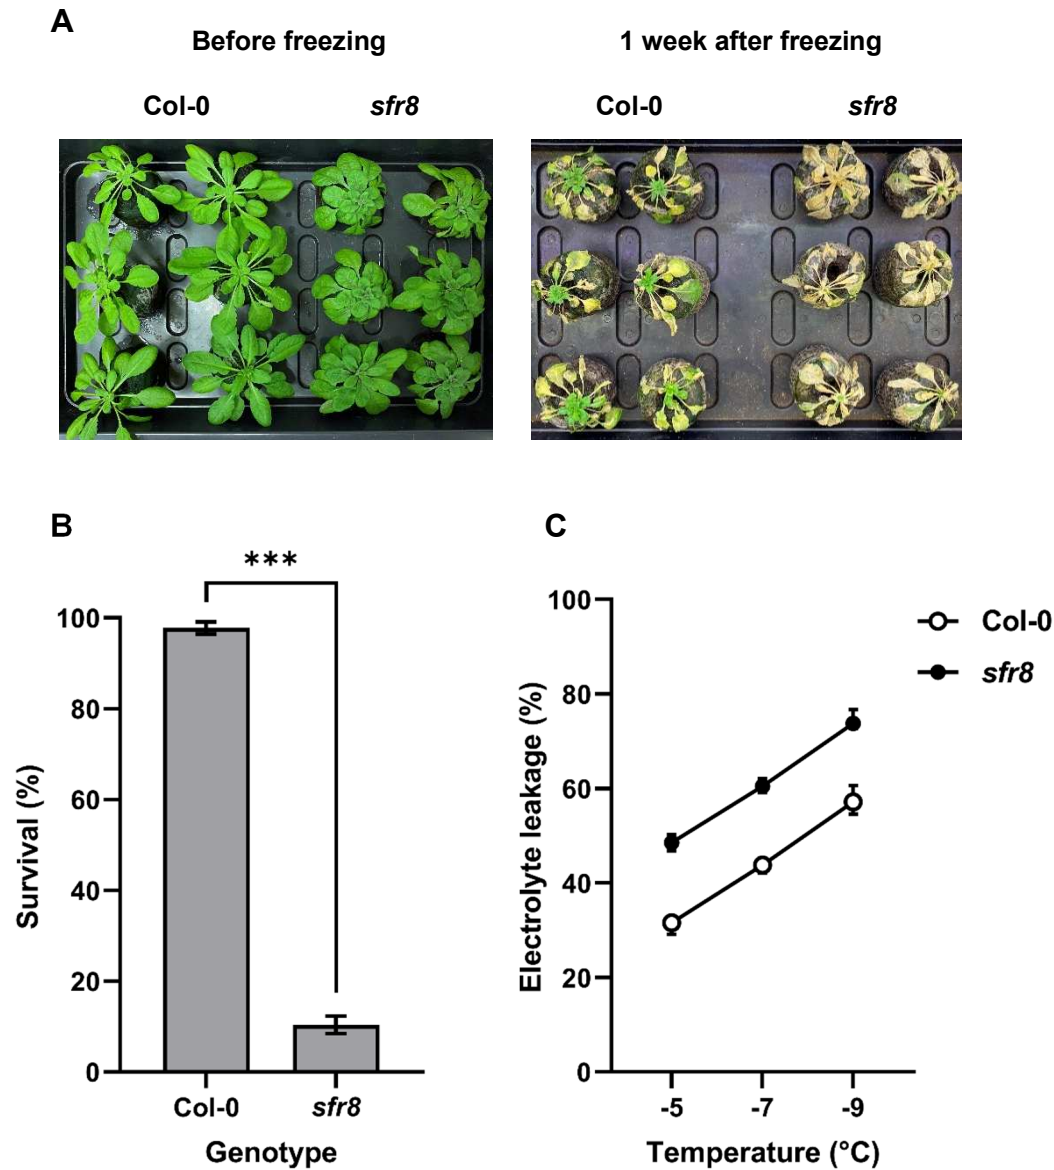 A
Before freezing
1 week after freezing
Col-0
sfr8
Col-0
sfr8
B
***
Survival (%)
100
80
60
40
20
0
Col-0
sfr8
Genotype
C
Electrolyte leakage (%)
100
80
60
40
20
0
-5
-7
-9
Temperature (°C)
Col-0
sfr8